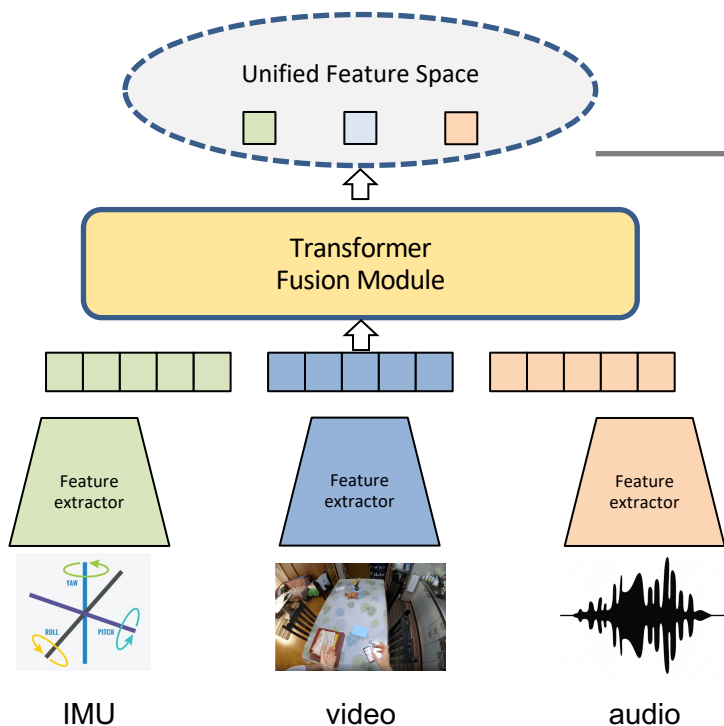 Unified Feature Space
Transformer
Fusion Module
Feature
extractor
Feature
extractor
Feature
extractor
YAW
ROLL
PITCH
IMU
video
audio